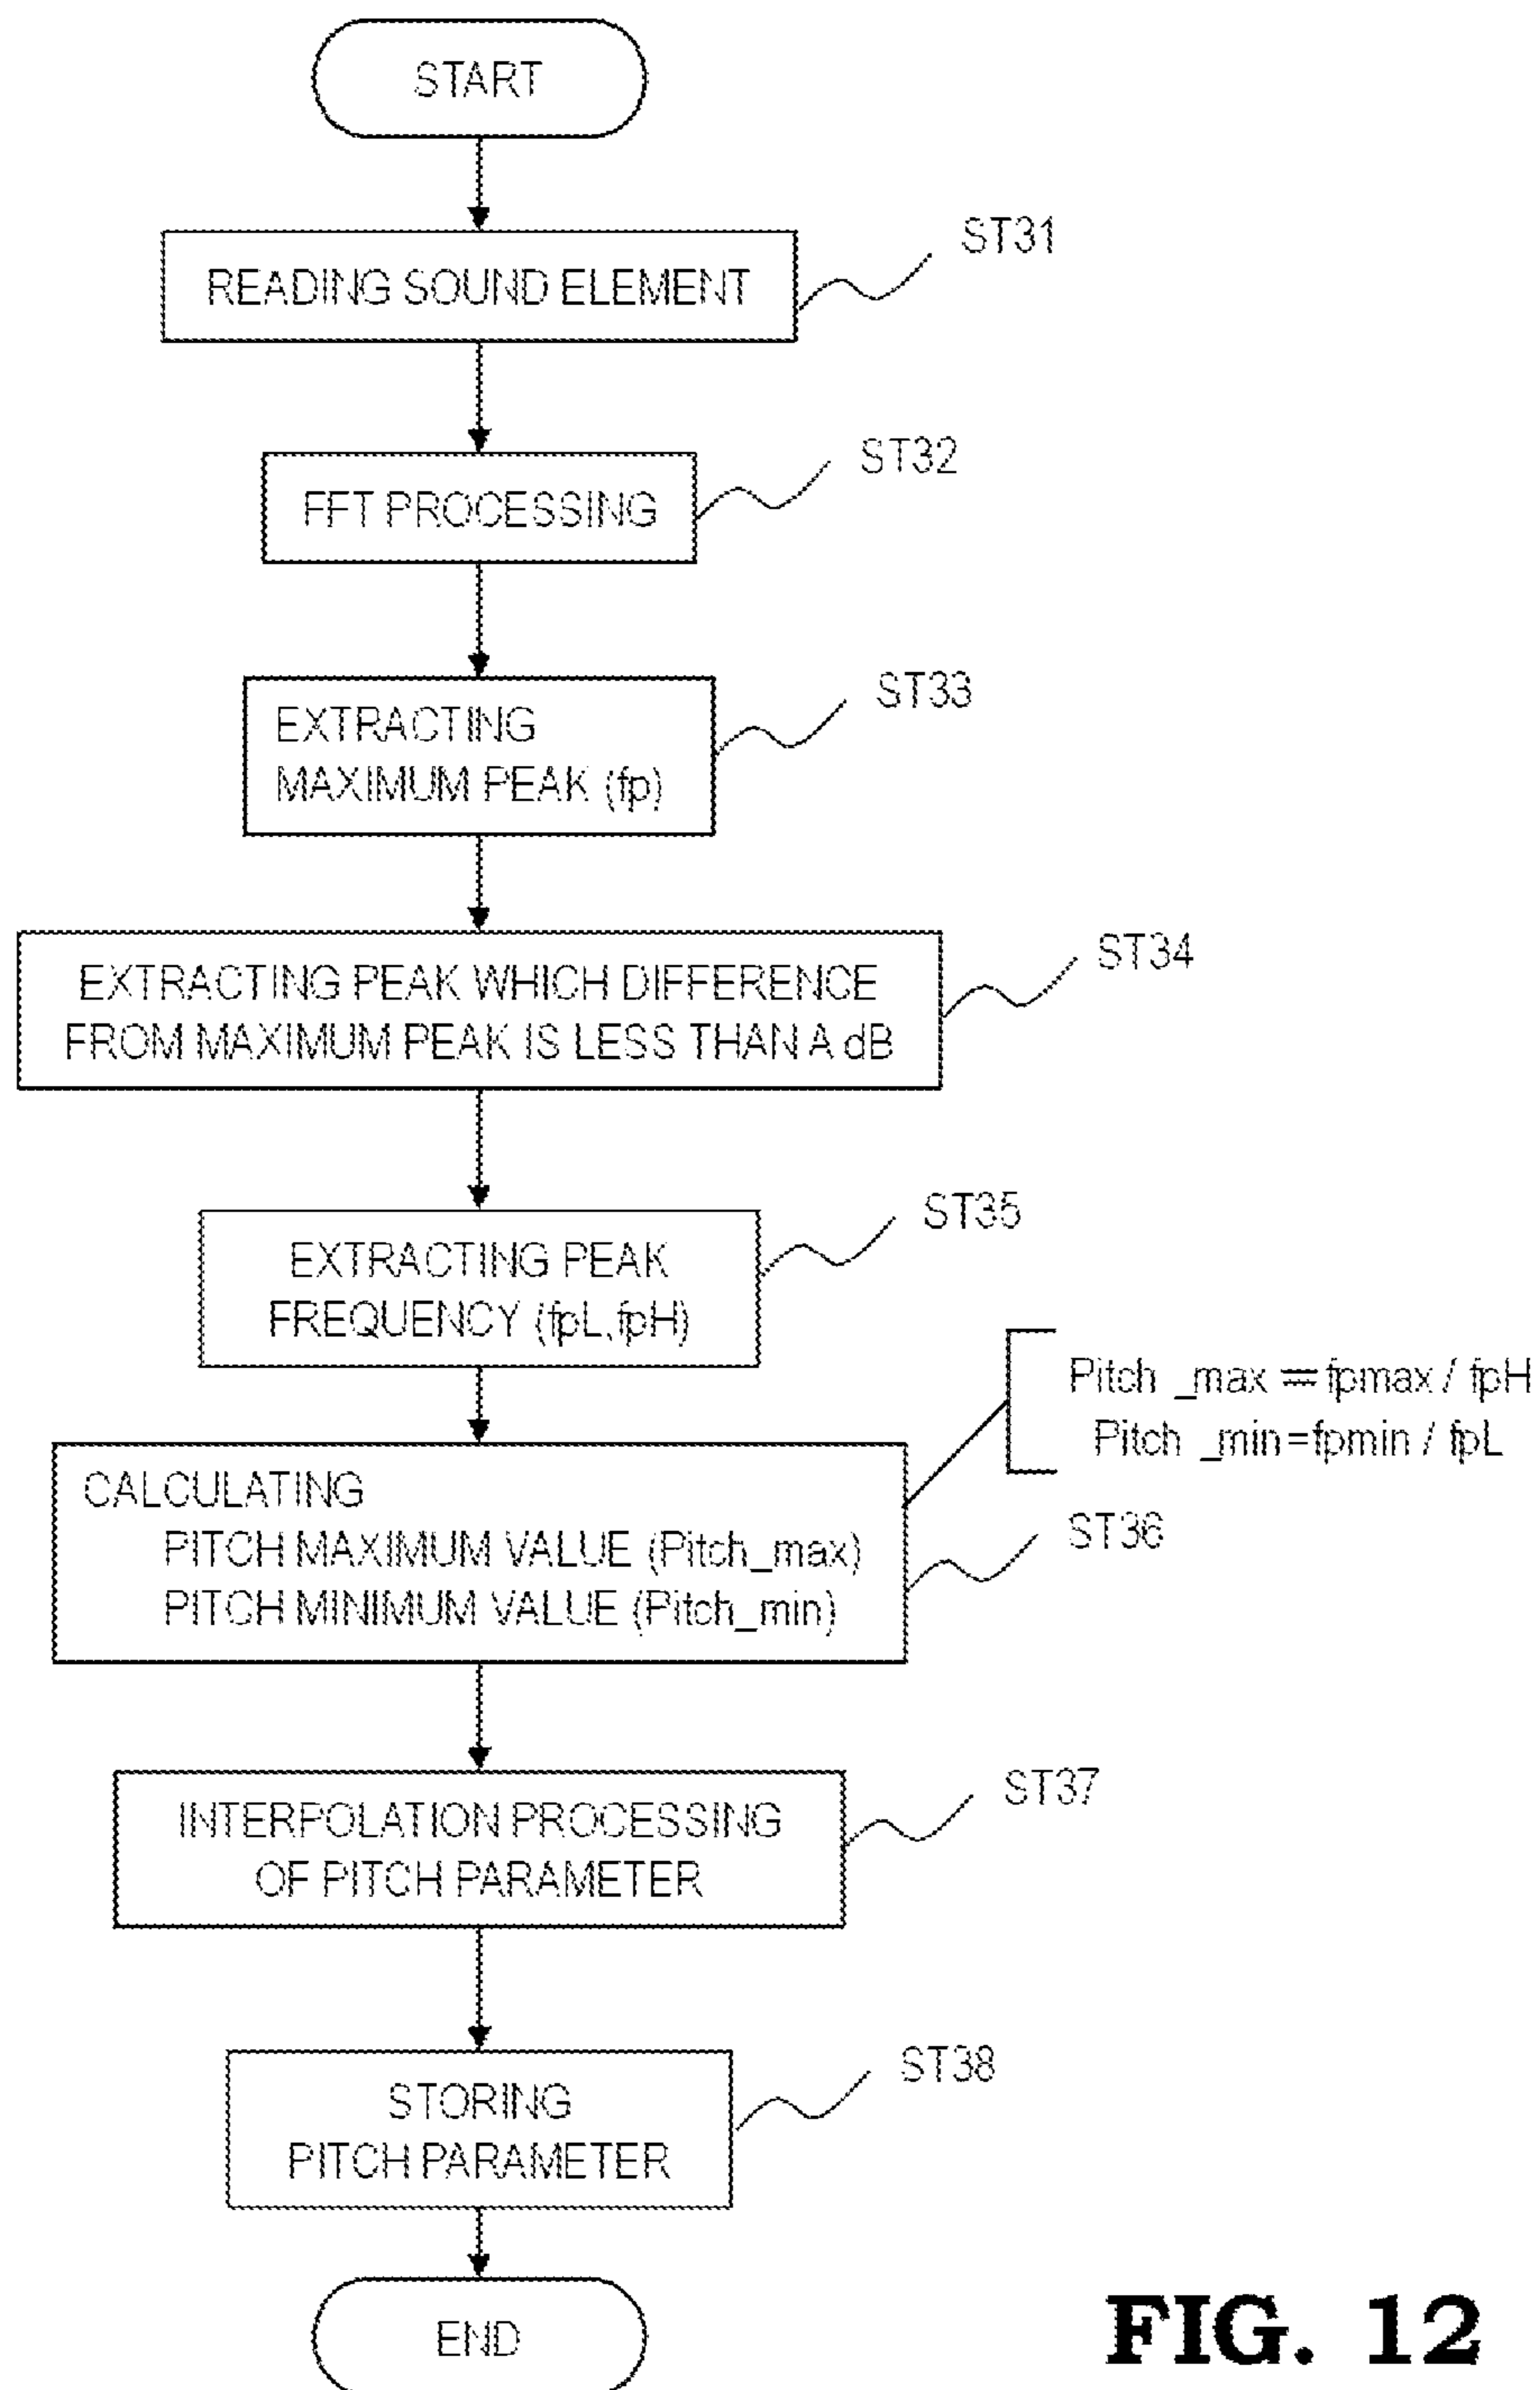 START
ST31
READING SOUND ELEMENT
ST32
FFT PROCESSING
ST33
EXTRACTING
MAXIMUM PEAK (fp)
ST34
EXTRACTING PEAK WHICH DIFFERENCE
FROM MAXIMUM PEAK IS LESS THAN A dB
ST35
EXTRACTING PEAK
FREQUENCY (fpL,fpH)
Pitch _max = fpmax / fpH
Pitch _min=fpmin / fpL
CALCULATING
PITCH MAXIMUM VALUE (Pitch_max)
PITCH MINIMUM VALUE (Pitch_min)
ST36
ST37
INTERPOLATION PROCESSING
OF PITCH PARAMETER
ST38
STORING
PITCH PARAMETER
END
FIG. 12